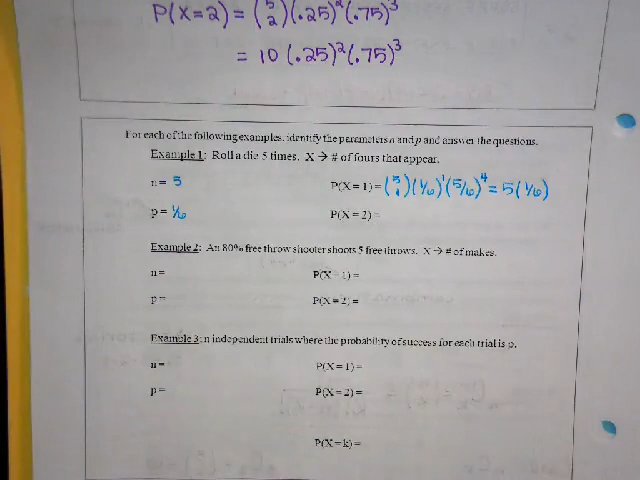 P(X=2) = (5 2)(.25)²(.75)³
= 10 (.25)²(.75)³
For each of the following examples, identify the parameters n and p and answer the questions.
Example 1: Roll a die 5 times. X → # of fours that appear.
n = 5 P(X = 1) = (5 1)(1/6)¹(5/6)⁴ = 5(1/6)
p = 1/6 P(X = 2) =
Example 2: An 80% free throw shooter shoots 5 free throws. X → # of makes.
n = P(X = 1) =
p = P(X = 2) =
Example 3: n independent trials where the probability of success for each trial is p.
n = P(X = 1) =
p = P(X = 2) =
P(X = k) =